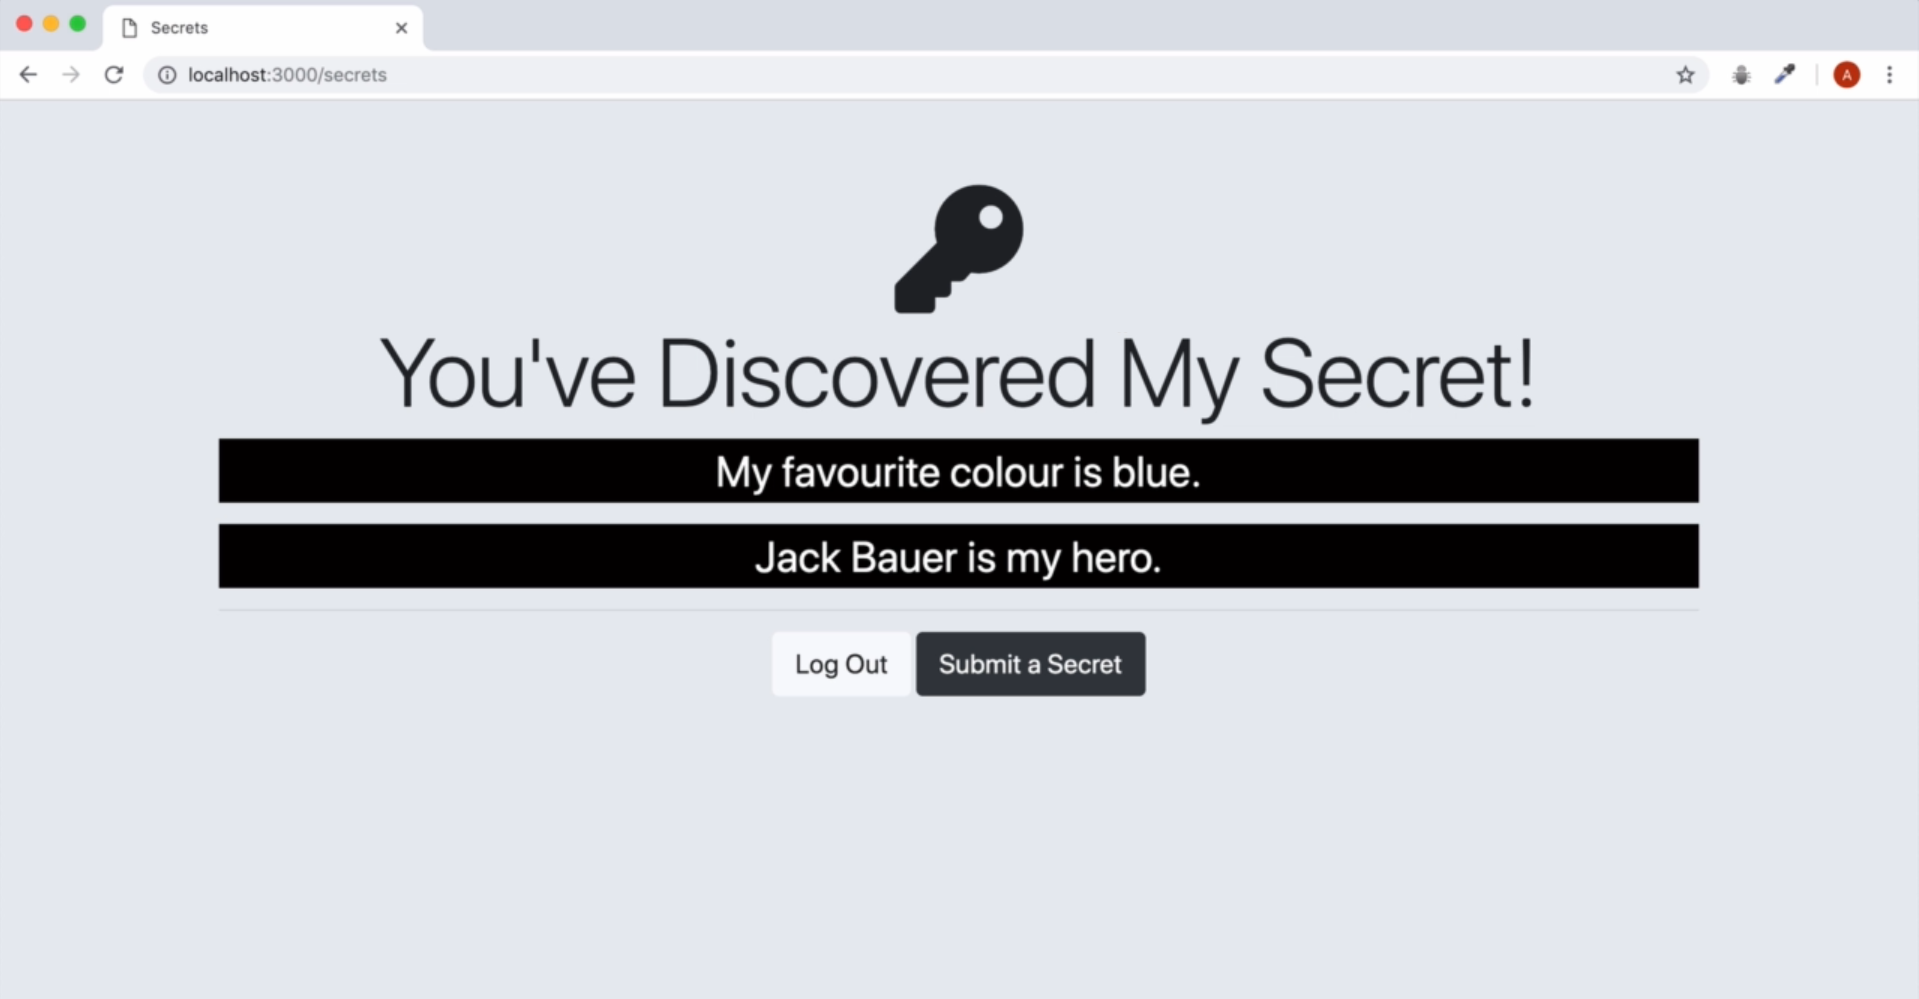 Secrets
localhost:3000/secrets
A
You've Discovered My Secret!
My favourite colour is blue.
Jack Bauer is my hero.
Log Out
Submit a Secret